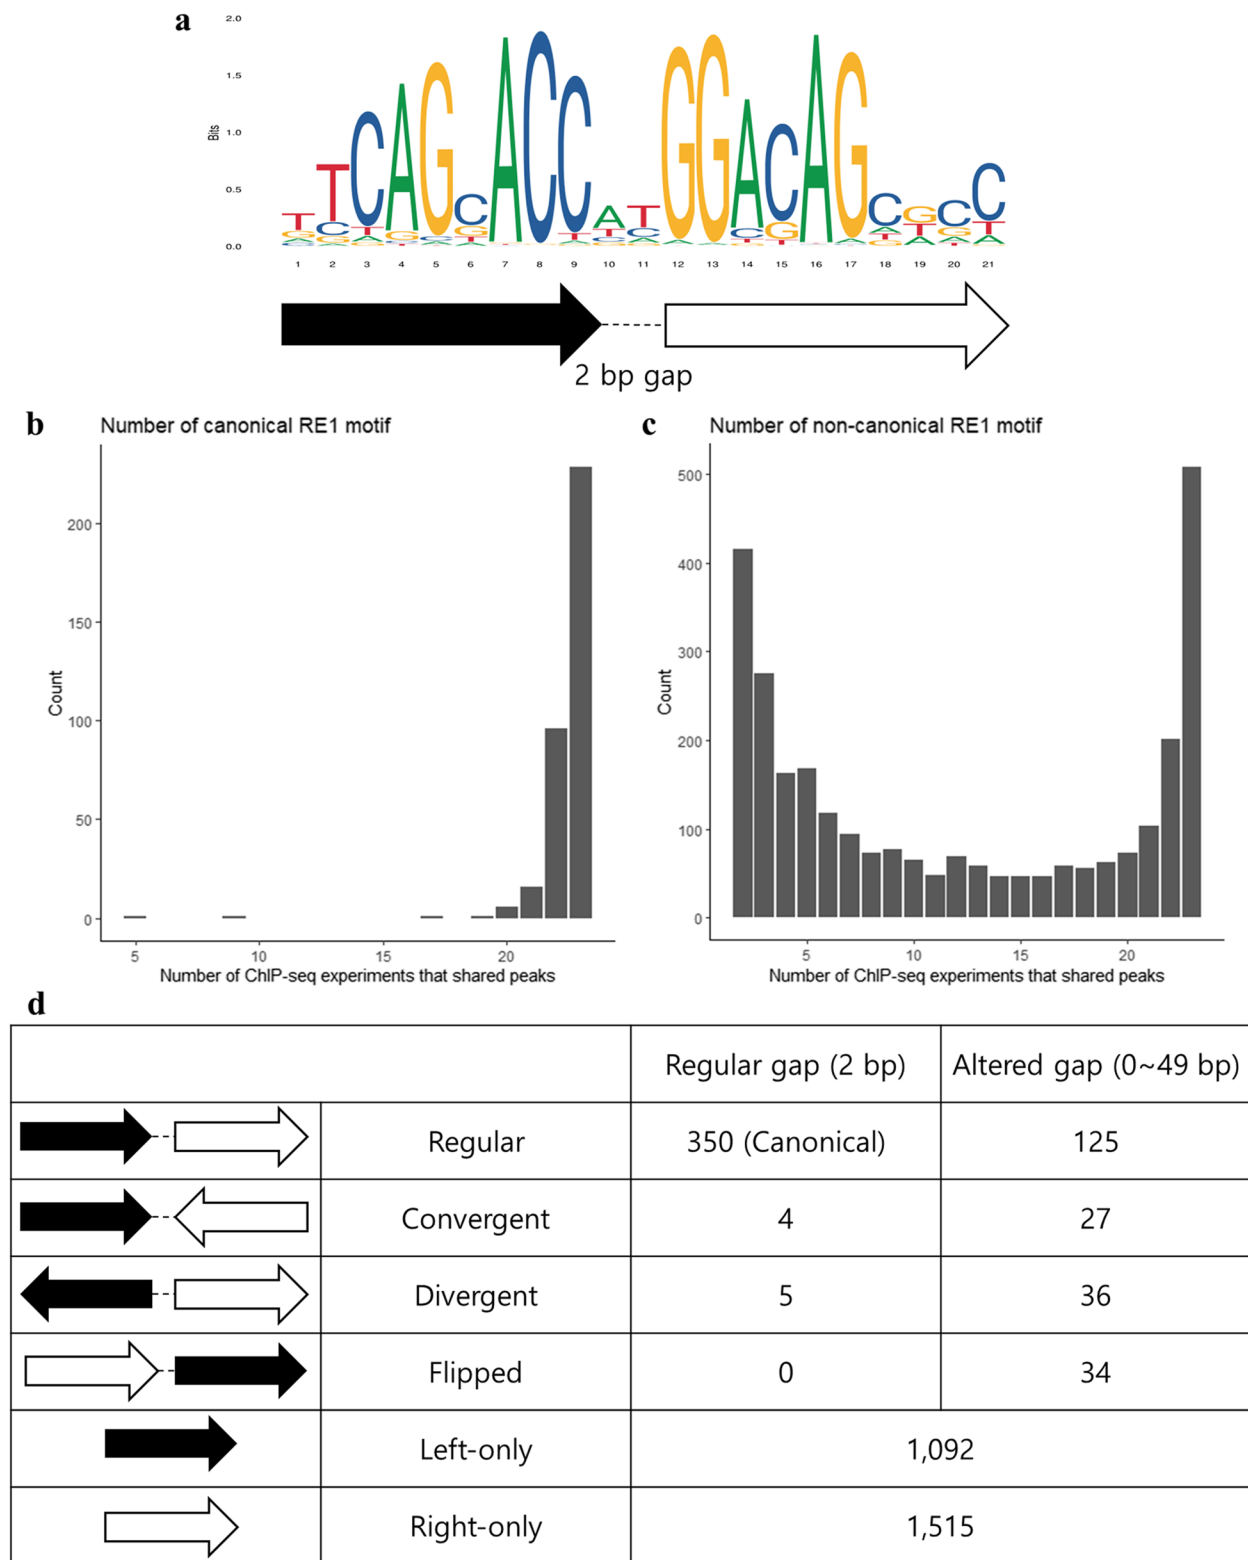 a
2.0
1.5
1.0
0.5
0.0
Bits
1 2 3 4 5 6 7 8 9 10 11 12 13 14 15 16 17 18 19 20 21
2 bp gap
b
Number of canonical RE1 motif
200
150
100
50
0
Count
5 10 15 20
Number of ChIP-seq experiments that shared peaks
c
Number of non-canonical RE1 motif
500
400
300
200
100
0
Count
5 10 15 20
Number of ChIP-seq experiments that shared peaks
d
Regular gap (2 bp) Altered gap (0~49 bp)
Regular 350 (Canonical) 125
Convergent 4 27
Divergent 5 36
Flipped 0 34
Left-only 1,092
Right-only 1,515